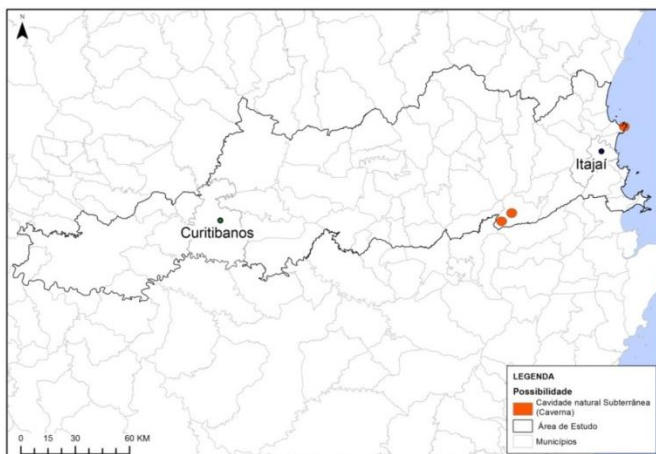 N
Itajaí
Curitibanos
LEGENDA
Possibilidade
Cavidade natural Subterrânea
(Caverna)
Área de Estudo
Municípios
0 15 30 60 KM